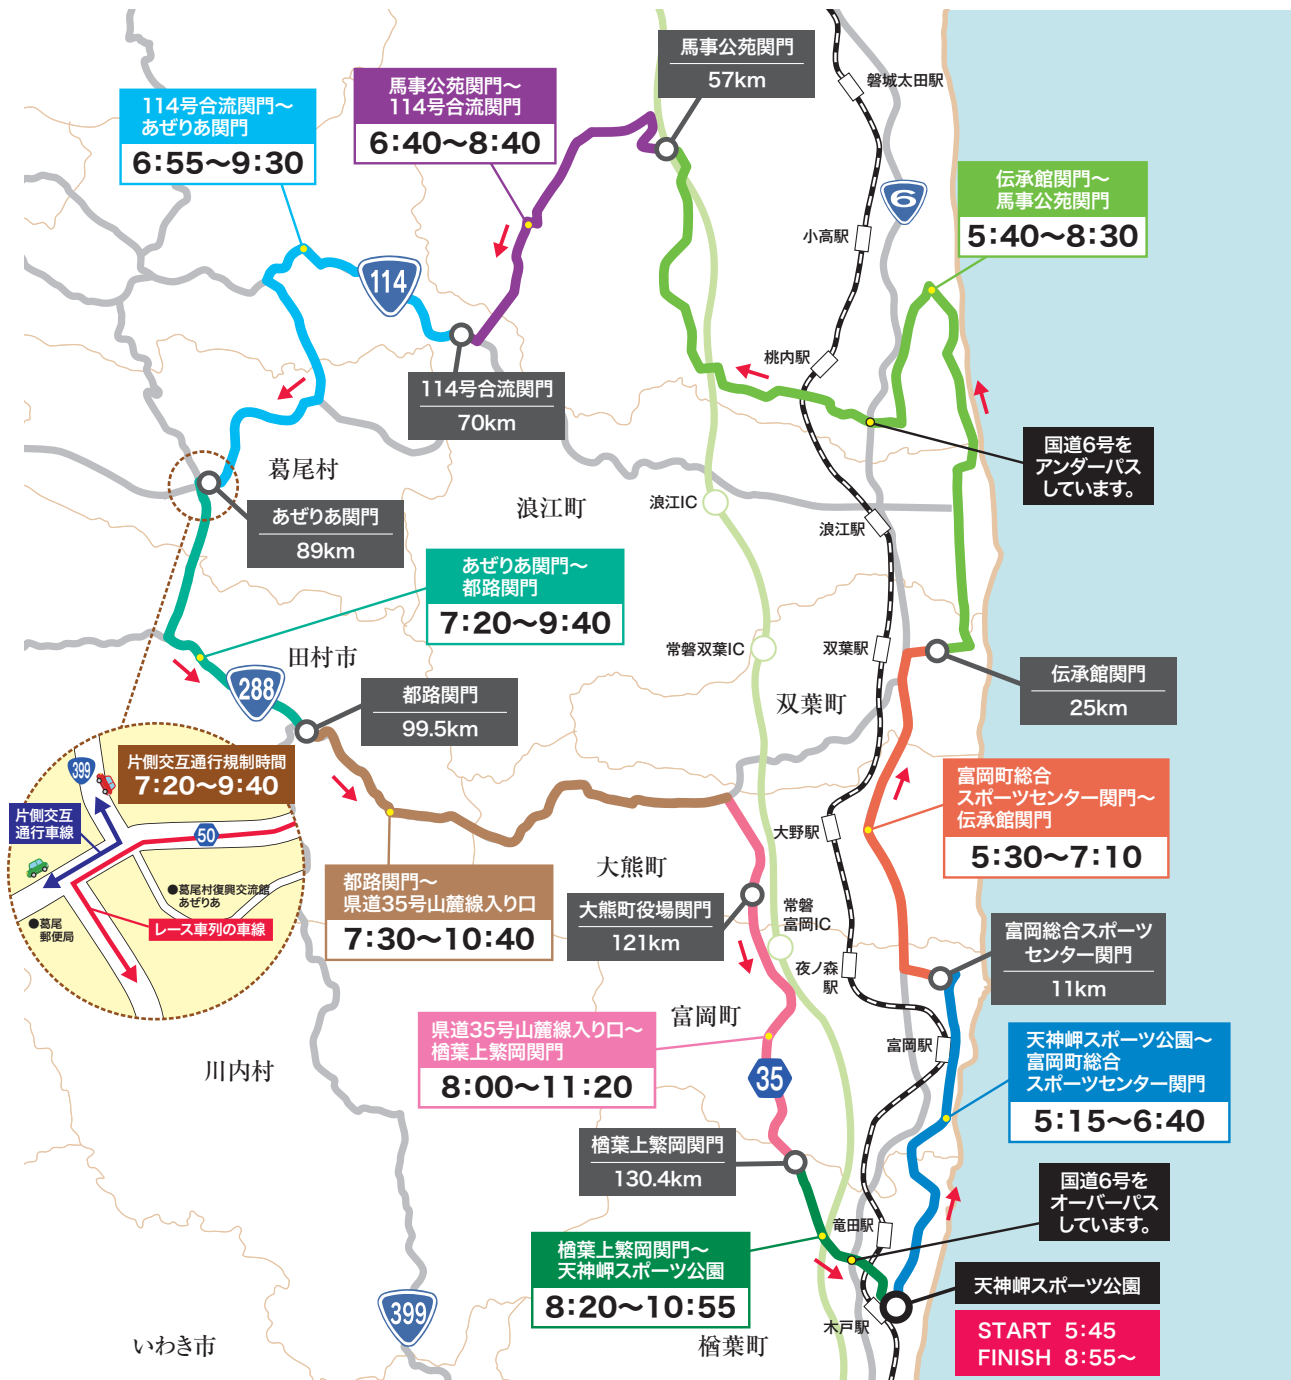 馬事公苑関門
57km
磐城太田駅
馬事公苑関門〜
114号合流関門
6:40〜8:40
114号合流関門〜
あぜりあ関門
6:55〜9:30
伝承館関門〜
馬事公苑関門
5:40〜8:30
6
小高駅
114
桃内駅
114号合流関門
70km
国道6号を
アンダーパス
しています。
葛尾村
浪江町
浪江IC
浪江駅
あぜりあ関門
89km
あぜりあ関門〜
都路関門
7:20〜9:40
田村市
常磐双葉IC
双葉駅
伝承館関門
25km
288
都路関門
99.5km
双葉町
片側交互通行規制時間
7:20〜9:40
399
片側交互
通行車線
50
●葛尾村復興交流館
あぜりあ
●葛尾
郵便局
レース車列の車線
富岡町総合
スポーツセンター関門〜
伝承館関門
5:30〜7:10
大野駅
大熊町
都路関門〜
県道35号山麓線入り口
7:30〜10:40
大熊町役場関門
121km
常磐
富岡IC
夜ノ森
駅
富岡総合スポーツ
センター関門
11km
富岡町
県道35号山麓線入り口〜
楢葉上繁岡関門
8:00〜11:20
35
富岡駅
天神岬スポーツ公園〜
富岡町総合
スポーツセンター関門
5:15〜6:40
川内村
楢葉上繁岡関門
130.4km
国道6号を
オーバーパス
しています。
竜田駅
楢葉上繁岡関門〜
天神岬スポーツ公園
8:20〜10:55
天神岬スポーツ公園
399
木戸駅
START 5:45
FINISH 8:55〜
いわき市
楢葉町